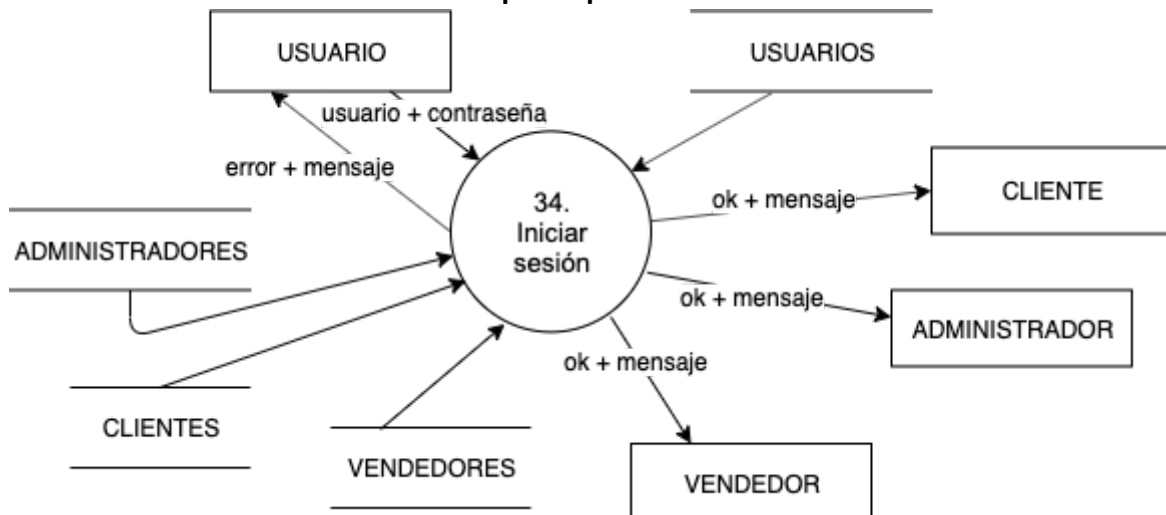 USUARIO
USUARIOS
usuario + contraseña
error + mensaje
34.
Iniciar
sesión
ok + mensaje
CLIENTE
ADMINISTRADORES
ok + mensaje
ADMINISTRADOR
ok + mensaje
CLIENTES
VENDEDORES
VENDEDOR